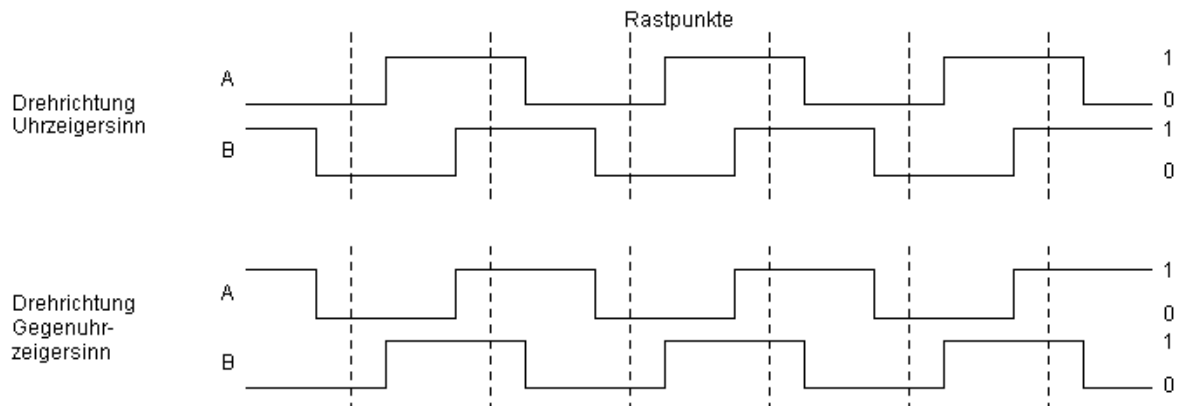 Rastpunkte
A
1
0
Drehrichtung
Uhrzeigersinn
B
1
0
A
1
0
Drehrichtung
Gegenuhr-
zeigersinn
B
1
0